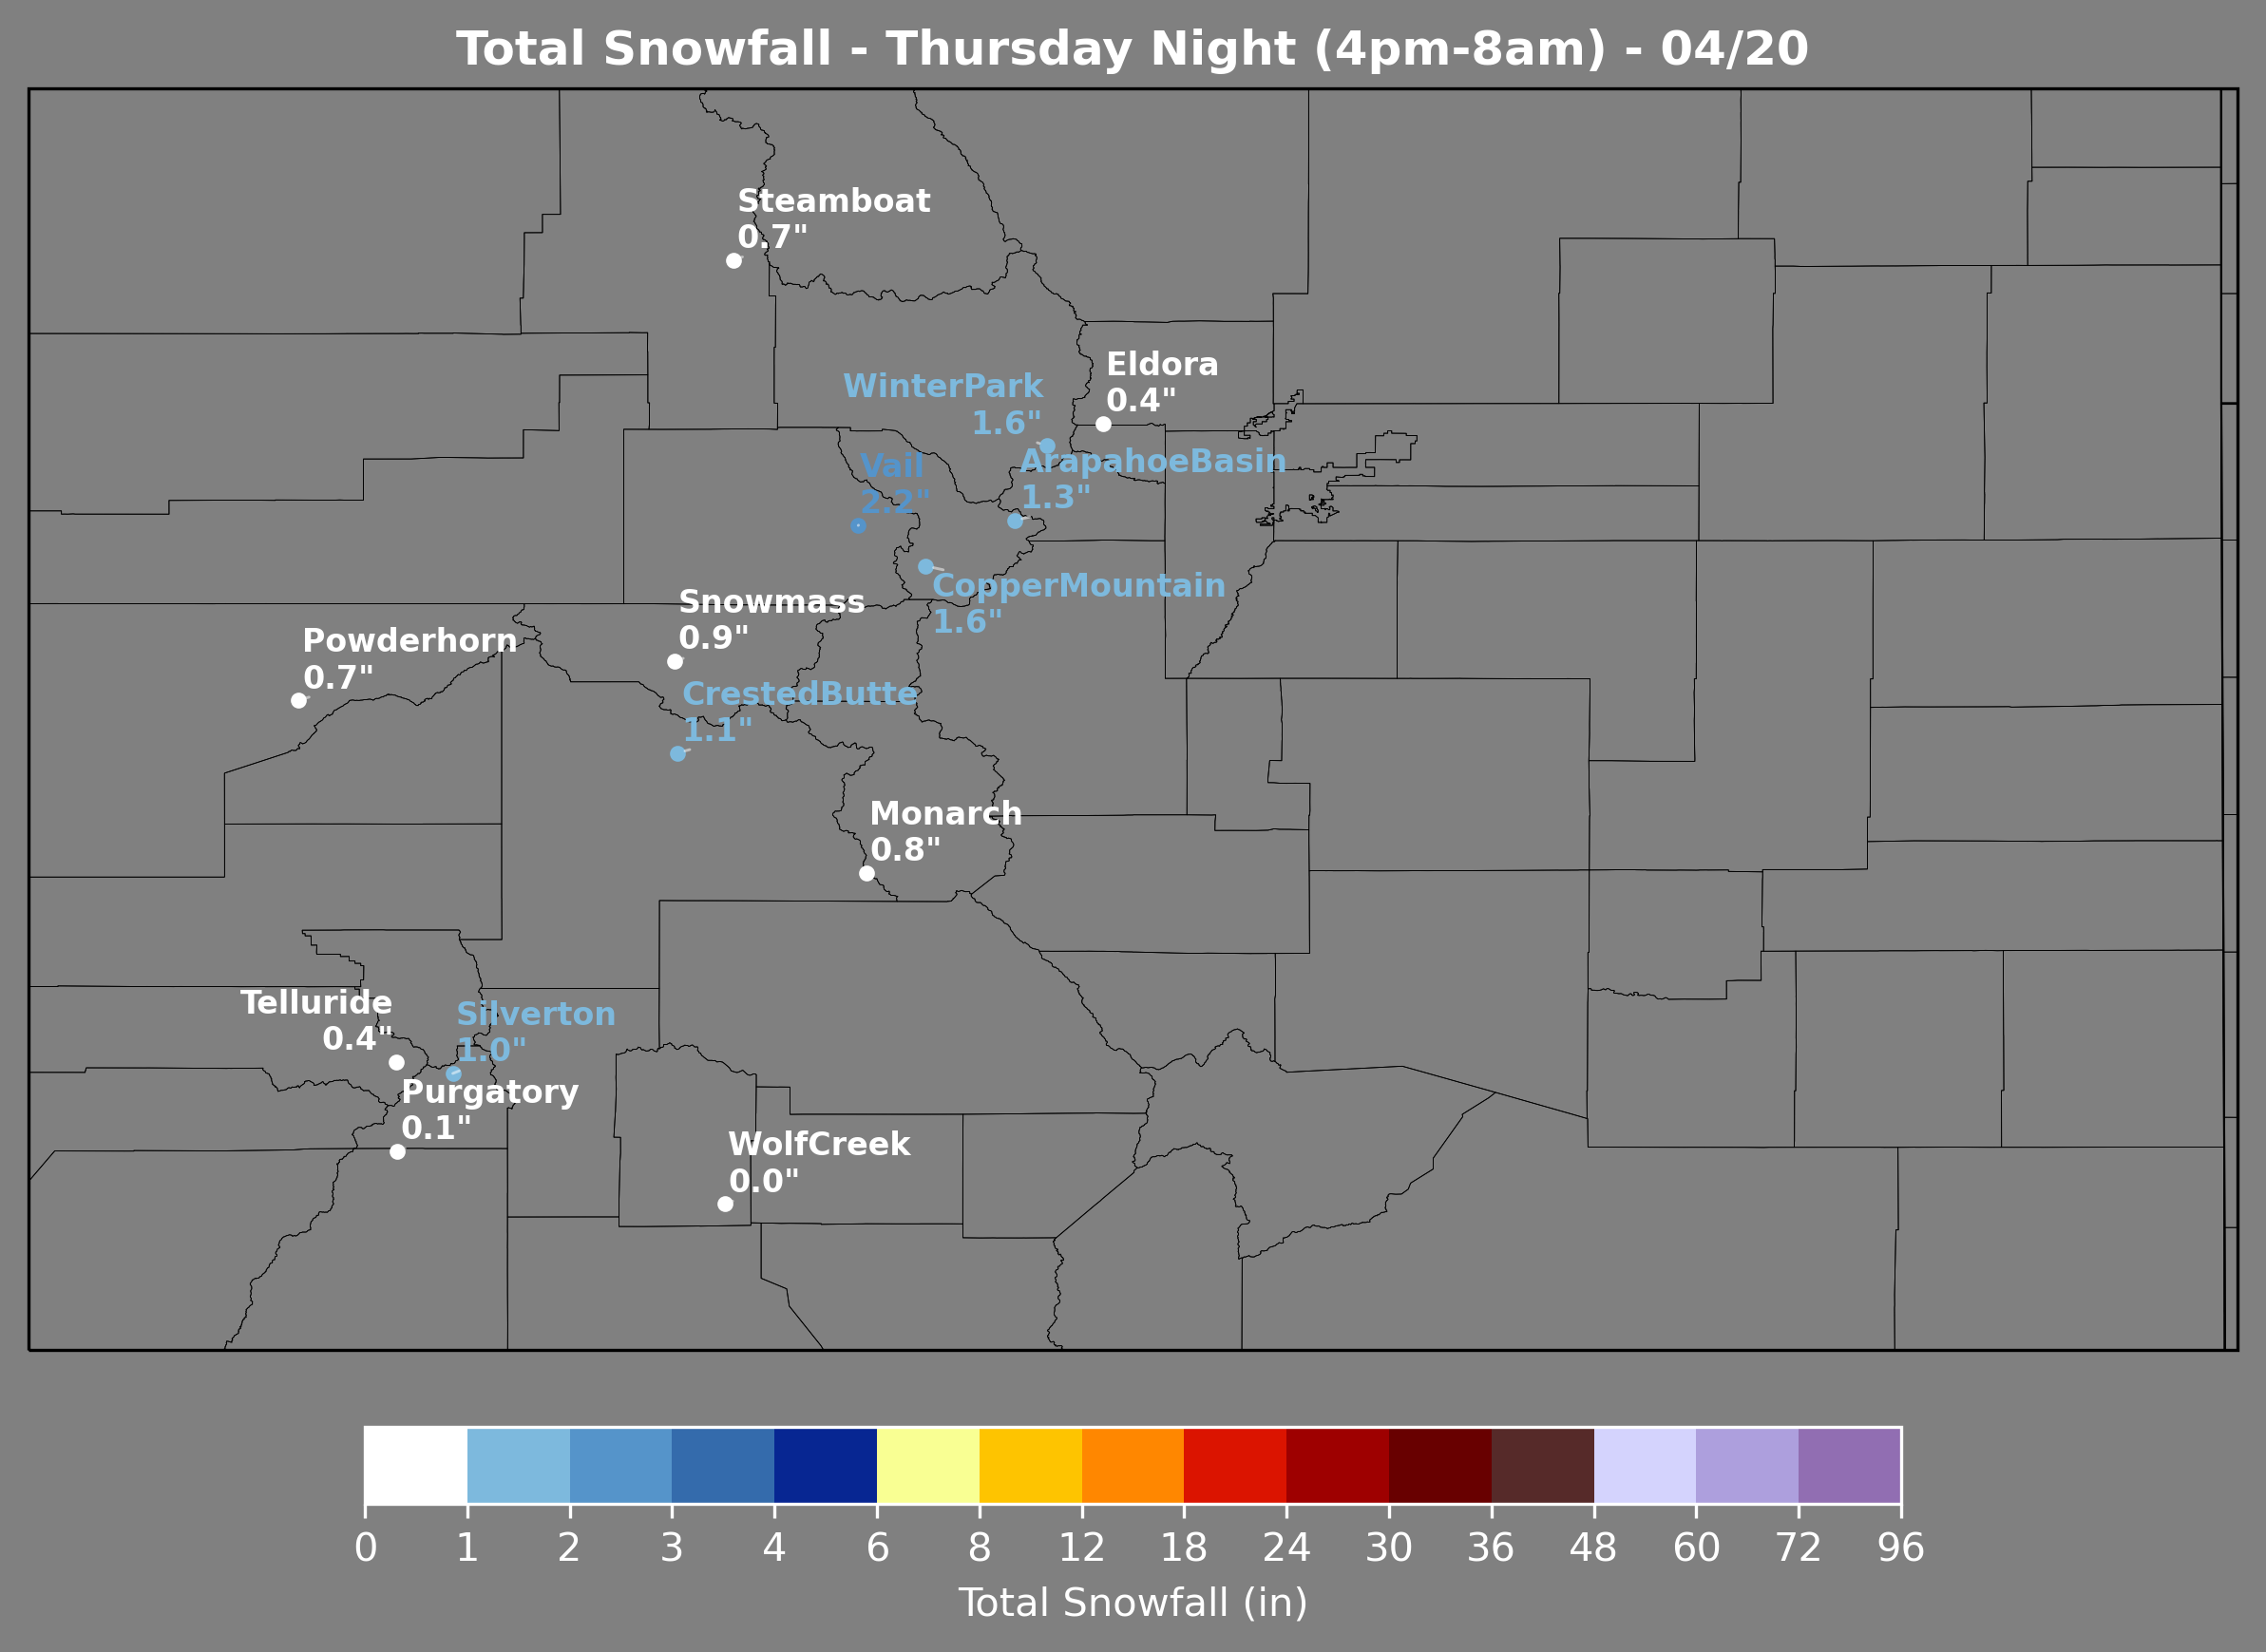 Total Snowfall - Thursday Night (4pm-8am) - 04/20
Steamboat
0.7"
Eldora
0.4"
WinterPark
1.6"
Vail
2.2"
ArapahoeBasin
1.3"
CopperMountain
1.6"
Snowmass
0.9"
Powderhorn
0.7"
CrestedButte
1.1"
Monarch
0.8"
Telluride
0.4"
Silverton
1.0"
Purgatory
0.1"
WolfCreek
0.0"
0 1 2 3 4 6 8 12 18 24 30 36 48 60 72 96
Total Snowfall (in)